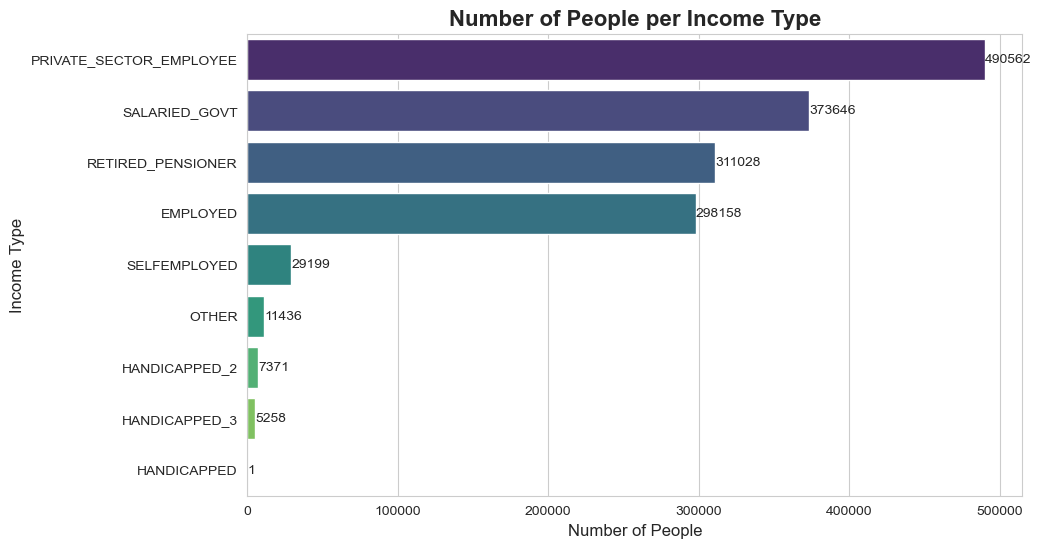 Number of People per Income Type
Income Type
PRIVATE_SECTOR_EMPLOYEE 490562
SALARIED_GOVT 373646
RETIRED_PENSIONER 311028
EMPLOYED 298158
SELFEMPLOYED 29199
OTHER 11436
HANDICAPPED_2 7371
HANDICAPPED_3 5258
HANDICAPPED 1
0 100000 200000 300000 400000 500000
Number of People